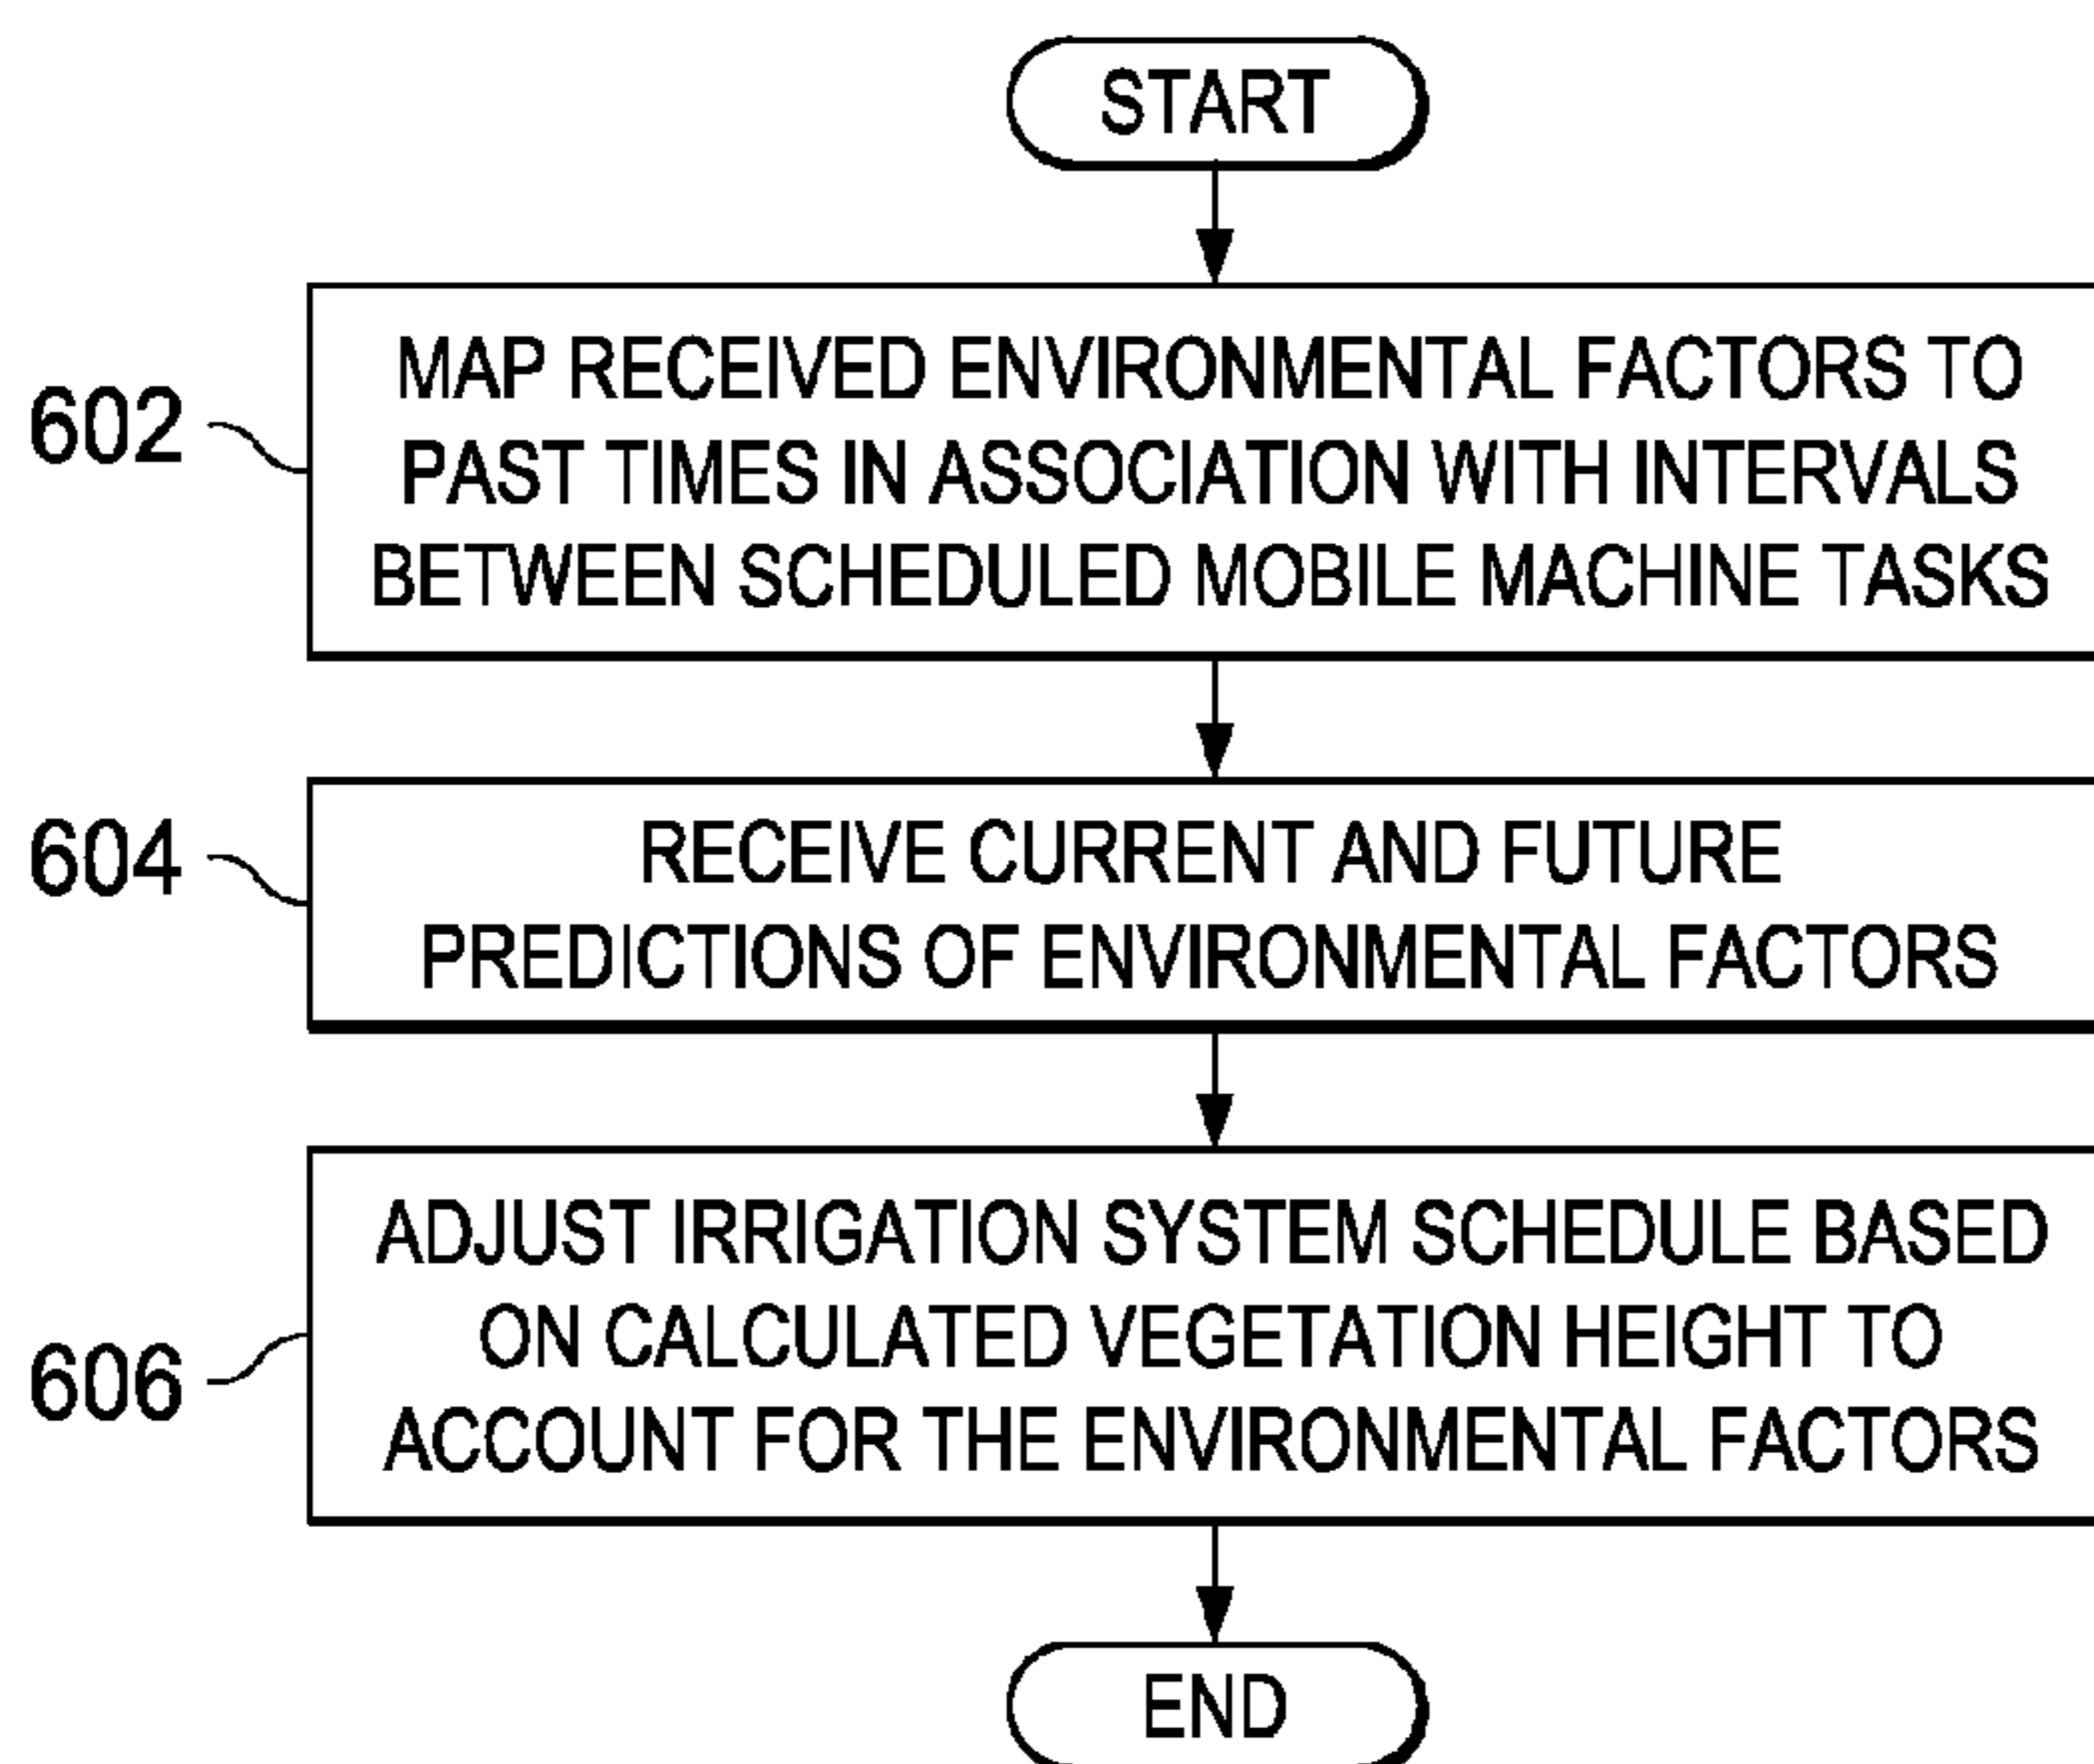 START
602
MAP RECEIVED ENVIRONMENTAL FACTORS TO
PAST TIMES IN ASSOCIATION WITH INTERVALS
BETWEEN SCHEDULED MOBILE MACHINE TASKS
604
RECEIVE CURRENT AND FUTURE
PREDICTIONS OF ENVIRONMENTAL FACTORS
606
ADJUST IRRIGATION SYSTEM SCHEDULE BASED
ON CALCULATED VEGETATION HEIGHT TO
ACCOUNT FOR THE ENVIRONMENTAL FACTORS
END